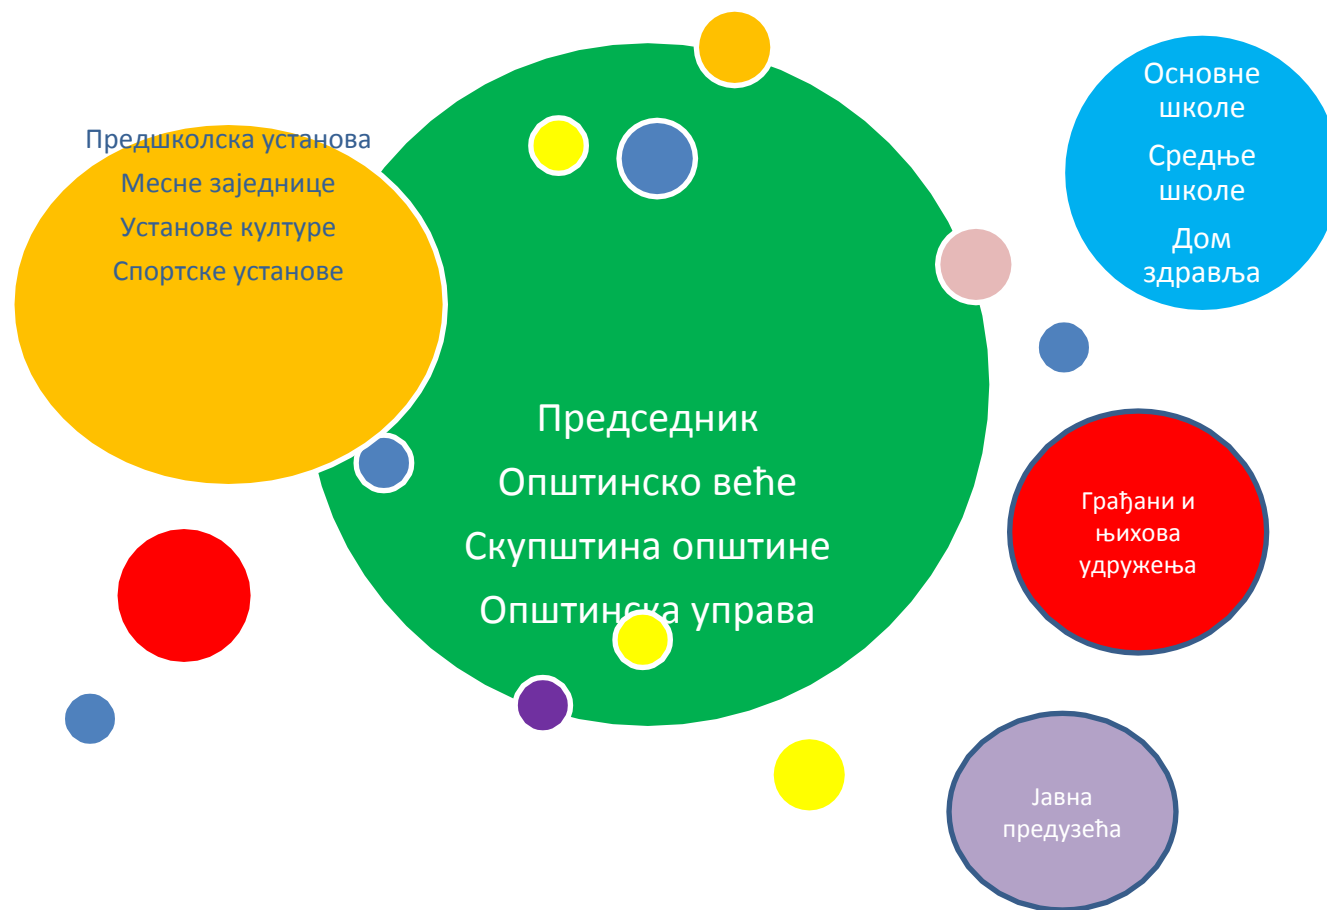 Предшколска установа
Месне заједнице
Установе културе
Спортске установе
Председник
Општинско веће
Скупштина општине
Општинска управа
Основне
школе
Средње
школе
Дом
здравља
Грађани и
њихова
удружења
Јавна
предузећа